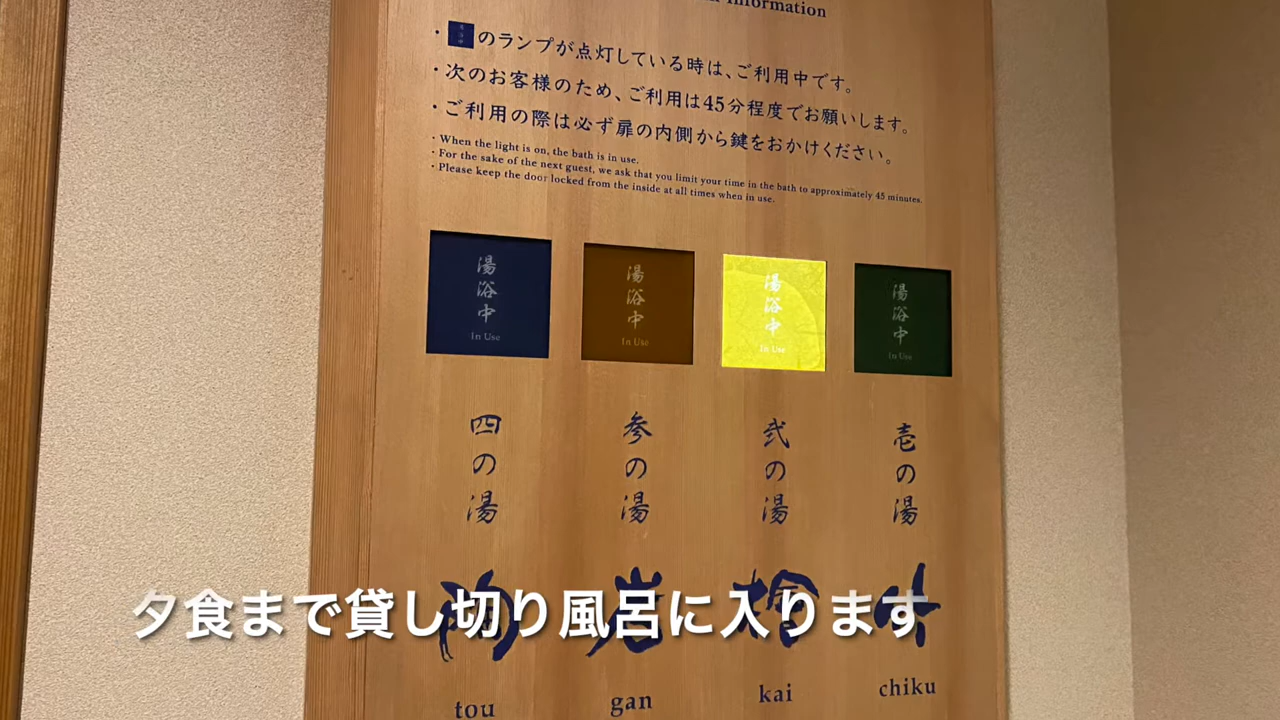 Information
・湯浴中のランプが点灯している時は、ご利用中です。
・次のお客様のため、ご利用は45分程度でお願いします。
・ご利用の際は必ず扉の内側から鍵をおかけください。
・When the light is on, the bath is in use.
・For the sake of the next guest, we ask that you limit your time in the bath to approximately 45 minutes.
・Please keep the door locked from the inside at all times when in use.
湯浴中
In Use
湯浴中
In Use
湯浴中
In Use
湯浴中
In Use
四の湯
参の湯
弐の湯
壱の湯
陶
岩
檜
竹
夕食まで貸し切り風呂に入ります
tou
gan
kai
chiku